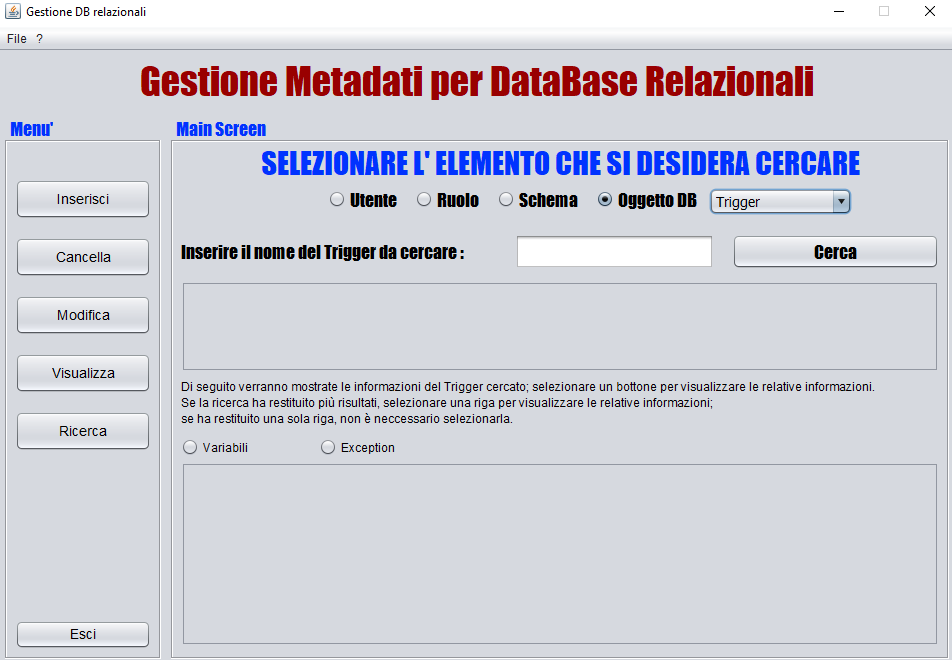 Gestione DB relazionali
File ?
Gestione Metadati per DataBase Relazionali
Menu'
Main Screen
SELEZIONARE L' ELEMENTO CHE SI DESIDERA CERCARE
Utente Ruolo Schema Oggetto DB Trigger
Inserisci
Cancella
Modifica
Visualizza
Ricerca
Esci
Inserire il nome del Trigger da cercare :
Cerca
Di seguito verranno mostrate le informazioni del Trigger cercato; selezionare un bottone per visualizzare le relative informazioni.
Se la ricerca ha restituito più risultati, selezionare una riga per visualizzare le relative informazioni;
se ha restituito una sola riga, non è neccessario selezionarla.
Variabili Exception